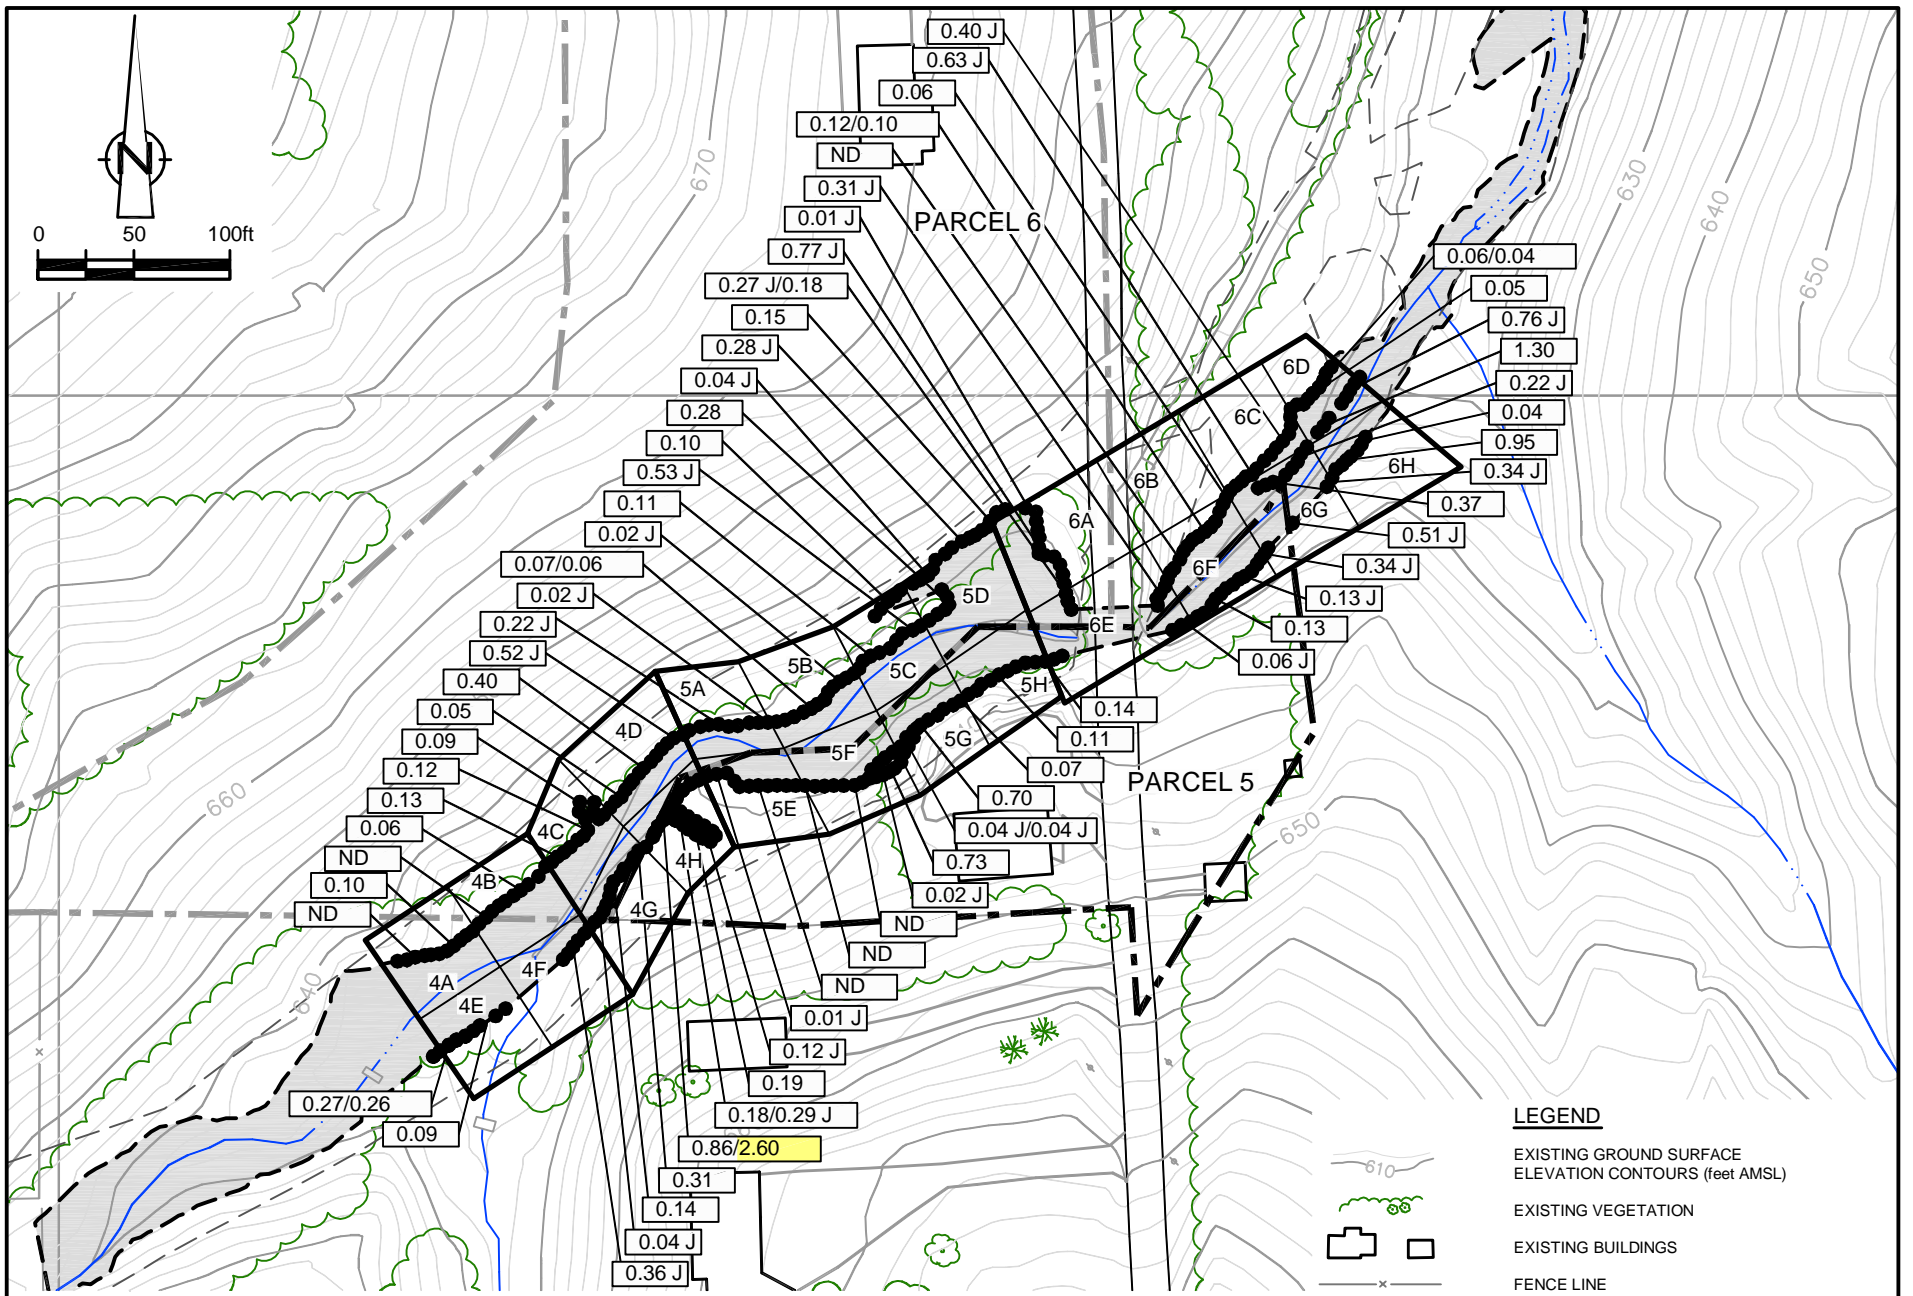 N
0 50 100ft
0.40 J
0.63 J
0.06
0.12/0.10
ND
0.31 J
0.01 J
0.77 J
0.27 J/0.18
0.15
0.28 J
0.04 J
0.28
0.10
0.53 J
0.11
0.02 J
0.07/0.06
0.02 J
0.22 J
0.52 J
0.40
0.05
0.09
0.12
0.13
0.06
ND
0.10
ND
670
PARCEL 6
630
640
650
0.06/0.04
0.05
0.76 J
1.30
0.22 J
0.04
0.95
0.34 J
0.37
0.51 J
0.34 J
0.13 J
0.13
0.06 J
0.14
0.11
0.07
0.70
0.04 J/0.04 J
0.73
0.02 J
ND
ND
ND
0.01 J
0.12 J
0.19
0.18/0.29 J
0.86/2.60
0.31
0.14
0.04 J
0.36 J
0.27/0.26
0.09
6D
6C
6B
6A
6H
6G
6F
6E
5D
5C
5B
5A
5H
5G
5F
5E
4D
4C
4B
4A
4H
4G
4F
4E
PARCEL 5
660
640
650
LEGEND
610
EXISTING GROUND SURFACE
ELEVATION CONTOURS (feet AMSL)
EXISTING VEGETATION
EXISTING BUILDINGS
FENCE LINE